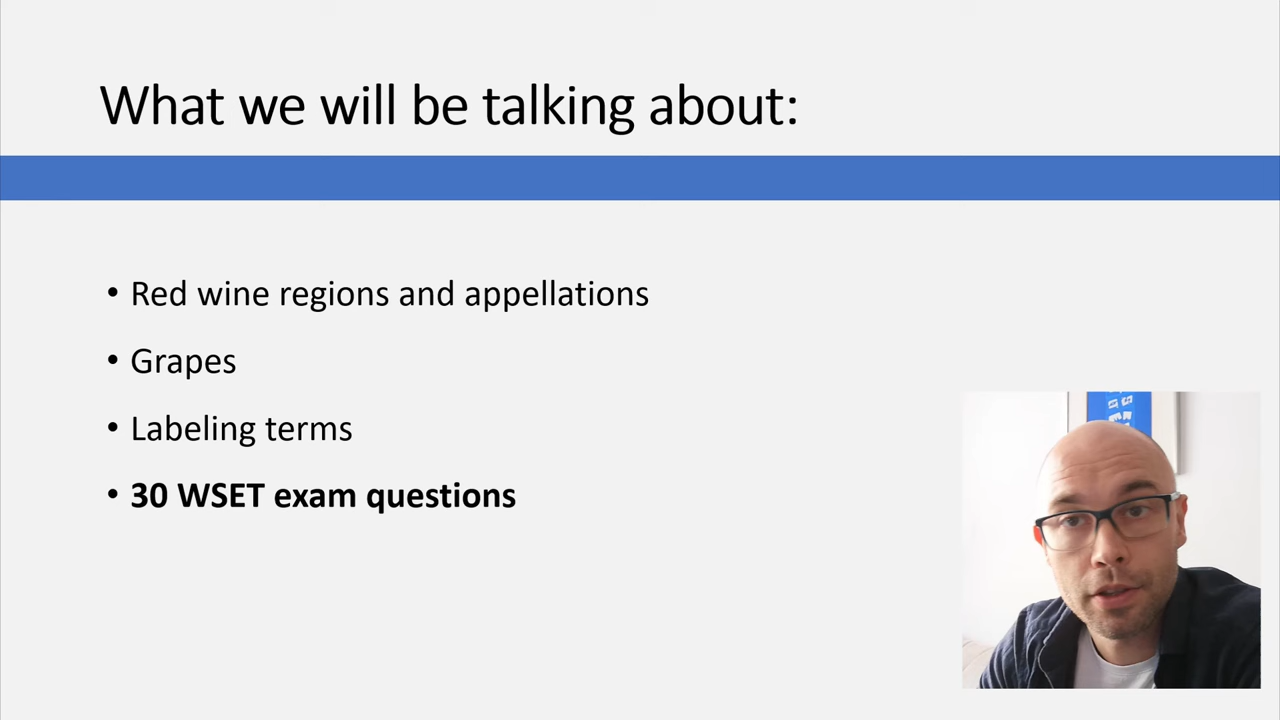 What we will be talking about:
• Red wine regions and appellations
• Grapes
• Labeling terms
• 30 WSET exam questions